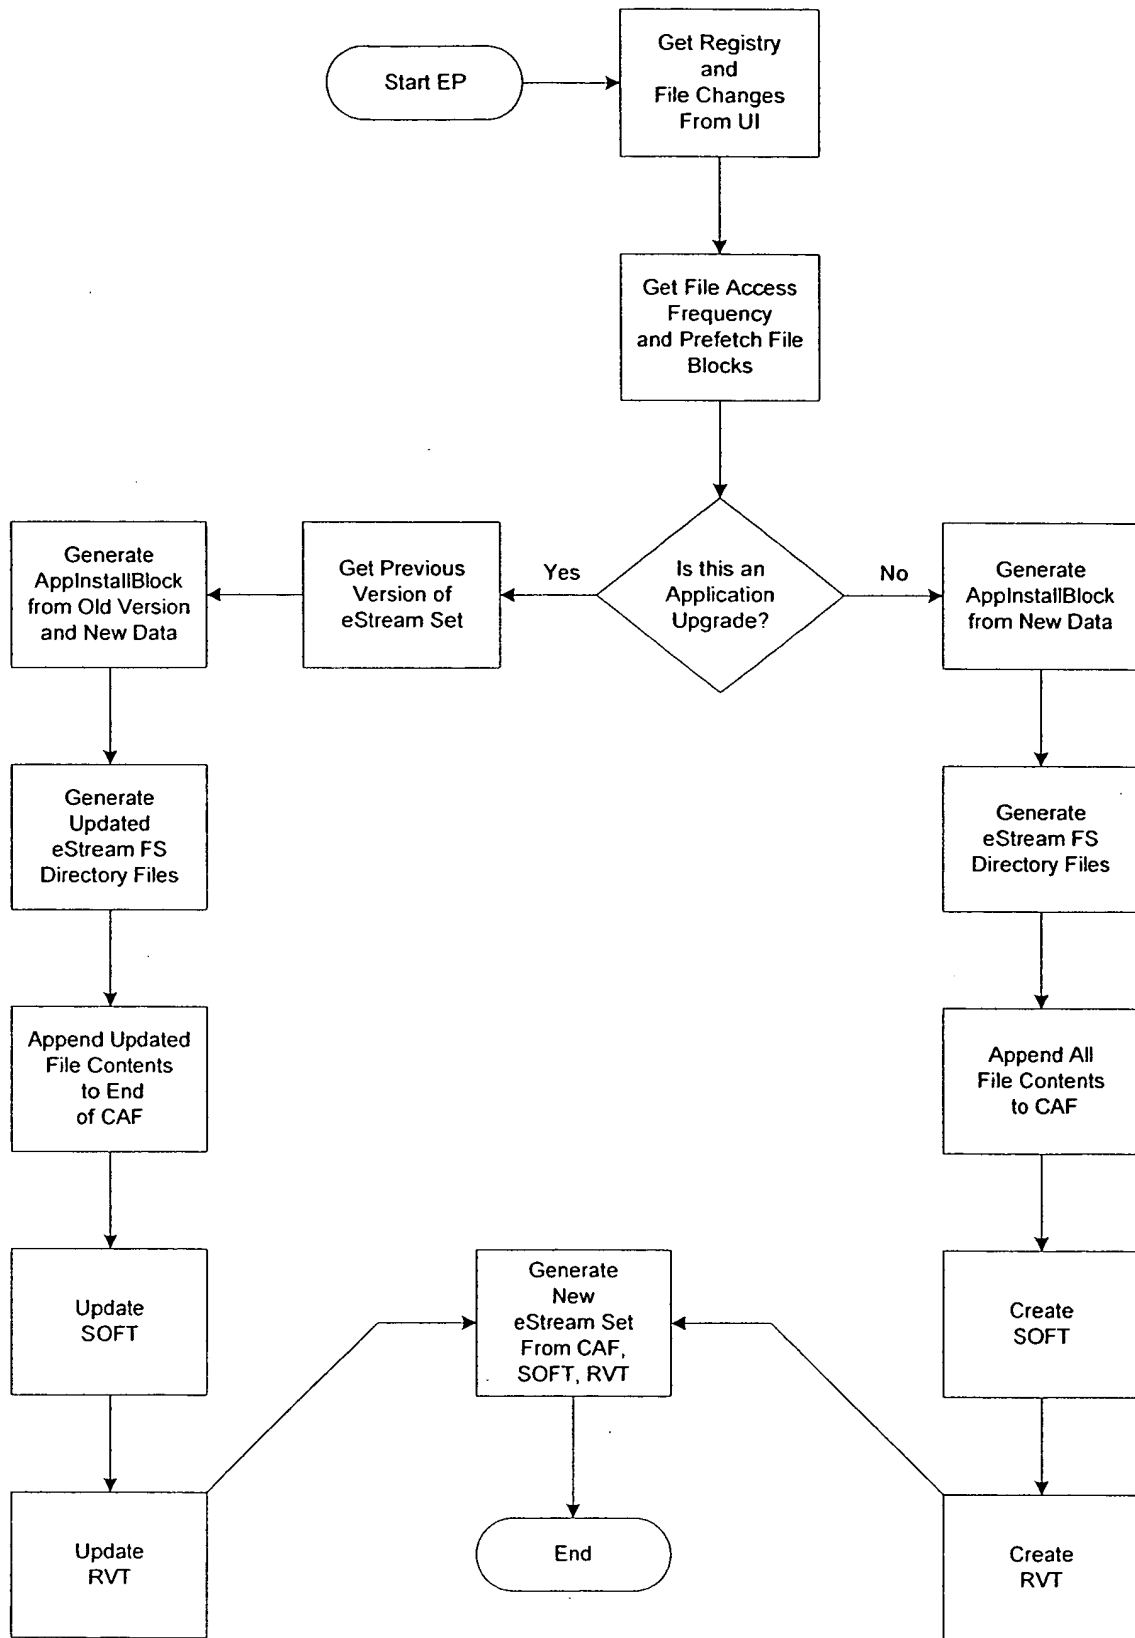 Start EP
Get Registry
and
File Changes
From UI
Get File Access
Frequency
and Prefetch File
Blocks
Is this an
Application
Upgrade?
Yes
No
Get Previous
Version of
eStream Set
Generate
AppInstallBlock
from Old Version
and New Data
Generate
Updated
eStream FS
Directory Files
Append Updated
File Contents
to End
of CAF
Update
SOFT
Update
RVT
Generate
AppInstallBlock
from New Data
Generate
eStream FS
Directory Files
Append All
File Contents
to CAF
Create
SOFT
Create
RVT
Generate
New
eStream Set
From CAF,
SOFT, RVT
End